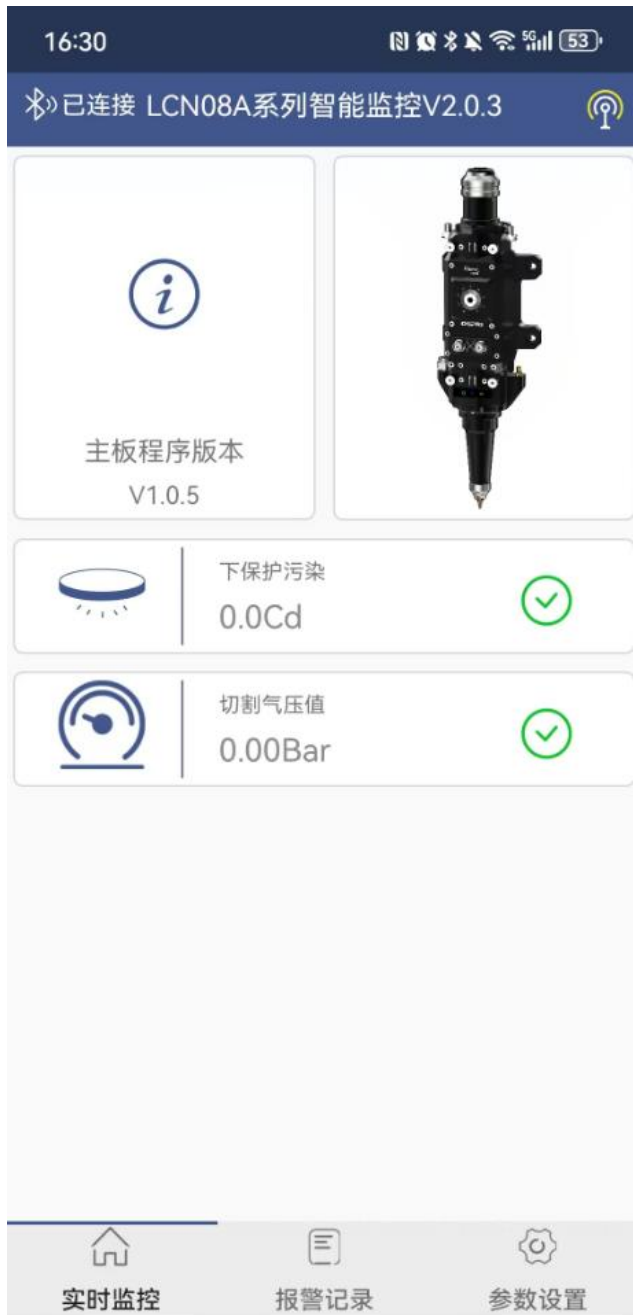 16:30
5G
53
已连接 LCN08A系列智能监控V2.0.3
i
主板程序版本
V1.0.5
下保护污染
0.0Cd
切割气压值
0.00Bar
实时监控
报警记录
参数设置